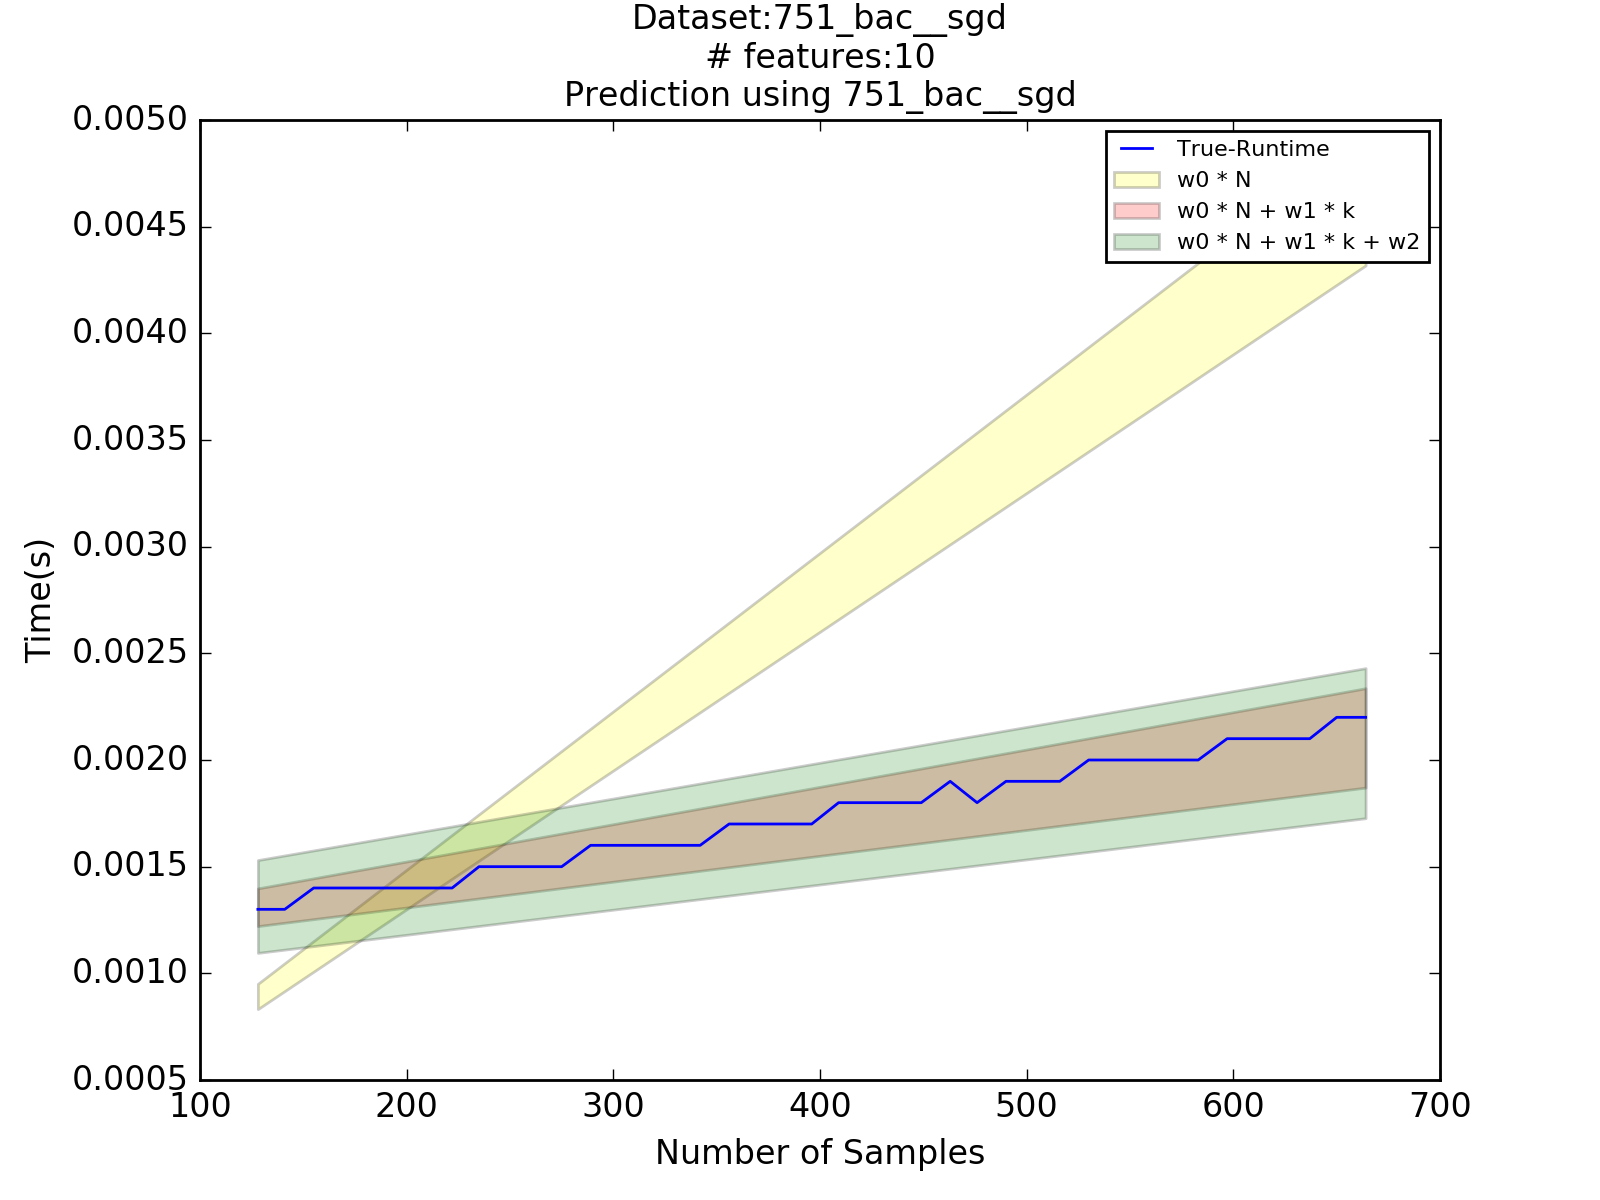 Dataset:751_bac__sgd
# features:10
Prediction using 751_bac__sgd
0.0050
0.0045
0.0040
0.0035
0.0030
0.0025
0.0020
0.0015
0.0010
0.0005
Time(s)
True-Runtime
w0 * N
w0 * N + w1 * k
w0 * N + w1 * k + w2
100 200 300 400 500 600 700
Number of Samples